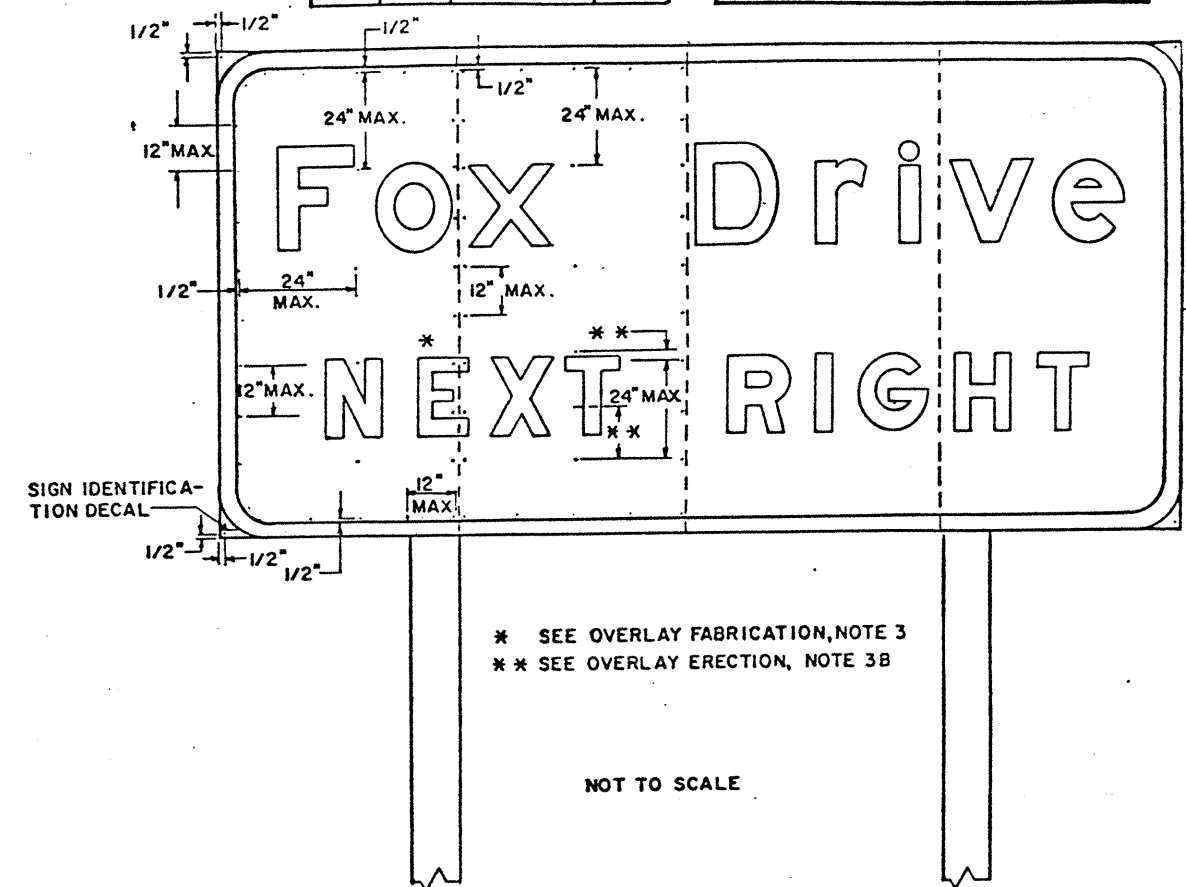 1/2" 1/2" 1/2"
1/2"
24" MAX. 24" MAX.
12" MAX
Fox Drive
1/2" 24" MAX. 12" MAX.
* **
NEXT RIGHT
12" MAX. 24" MAX
**
SIGN IDENTIFICA-
TION DECAL
12"
MAX
1/2" 1/2" 1/2"
* SEE OVERLAY FABRICATION, NOTE 3
** SEE OVERLAY ERECTION, NOTE 3B
NOT TO SCALE